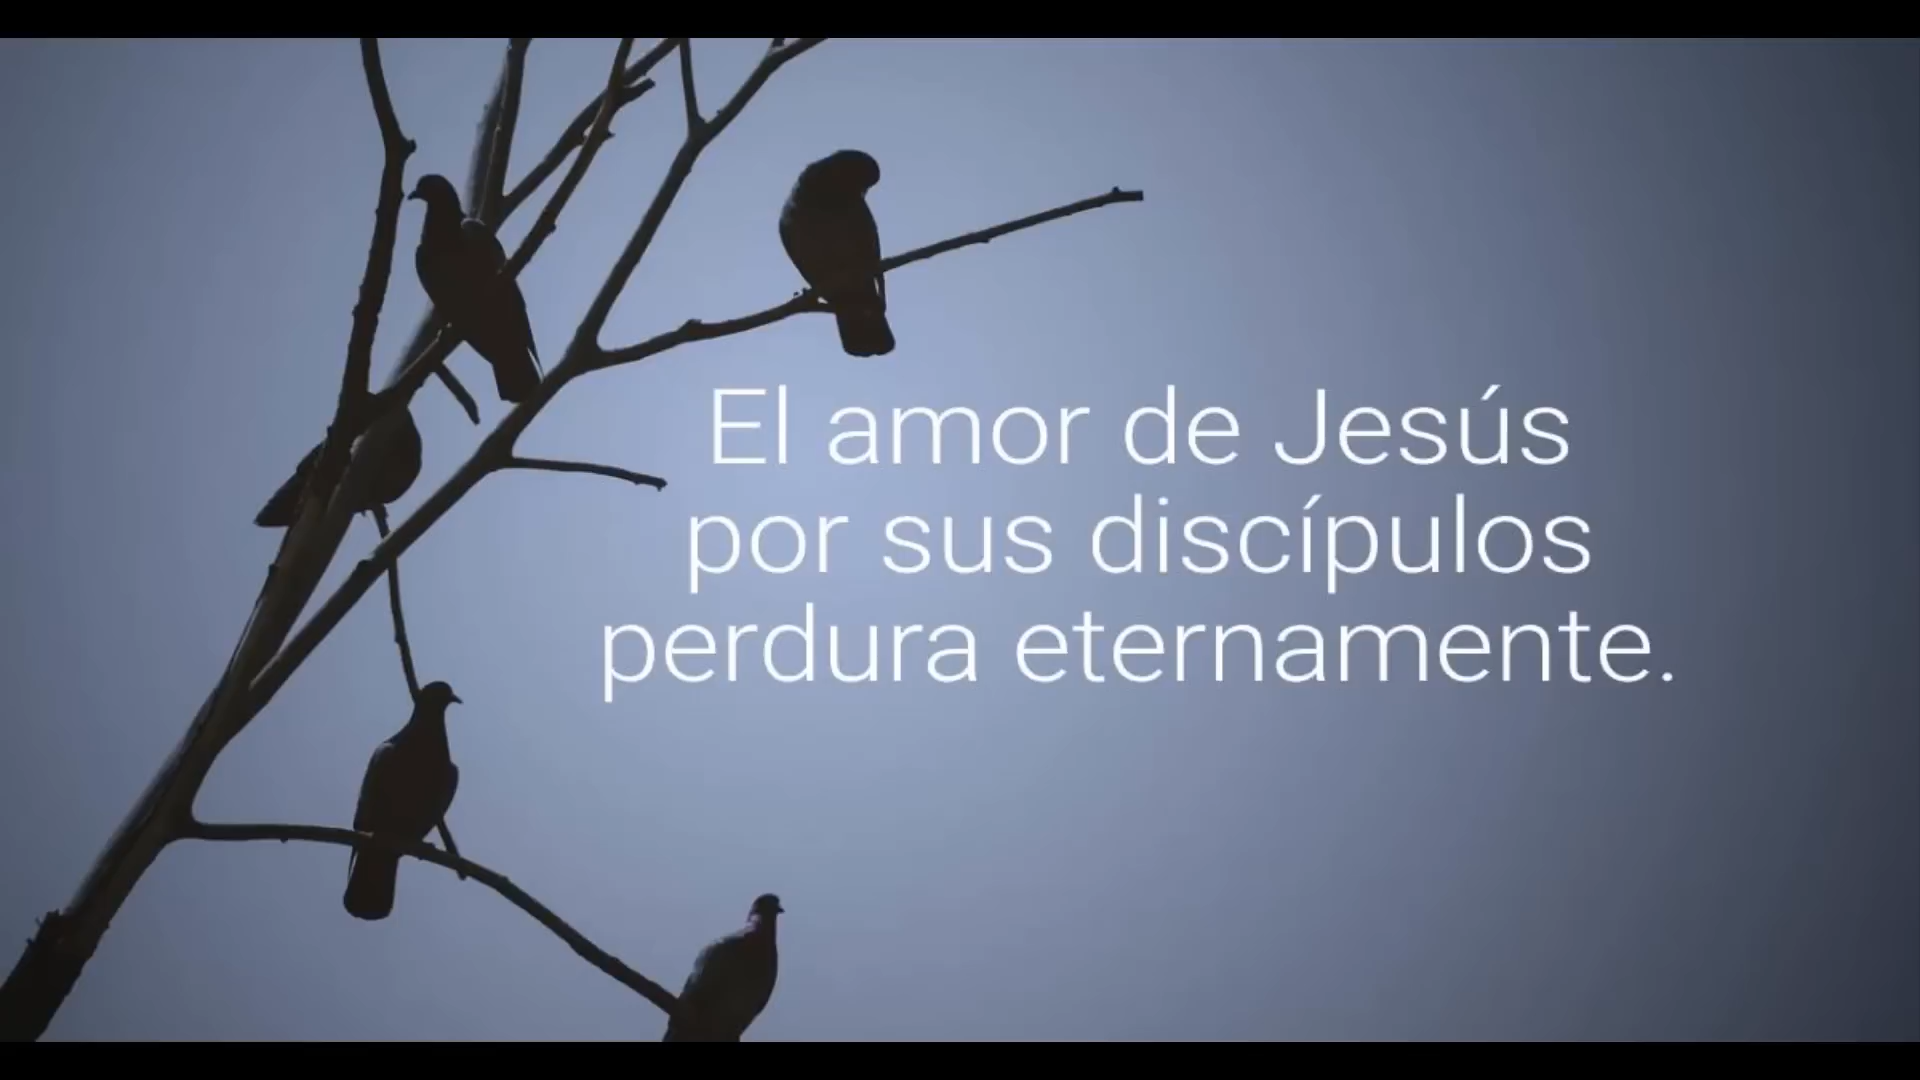 El amor de Jesús
por sus discípulos
perdura eternamente.